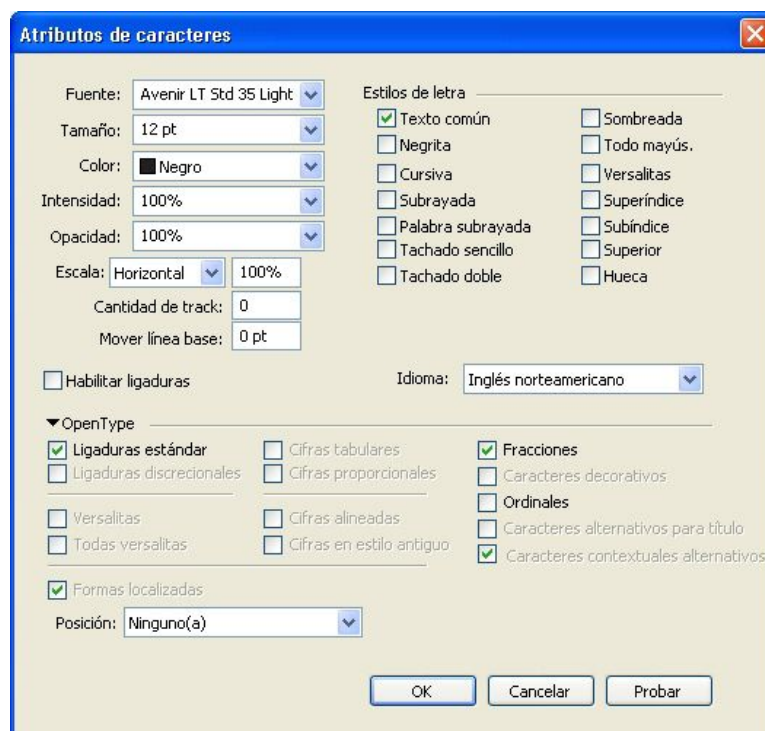 Atributos de caracteres
Fuente: Avenir LT Std 35 Light
Tamaño: 12 pt
Color: Negro
Intensidad: 100%
Opacidad: 100%
Escala: Horizontal 100%
Cantidad de track: 0
Mover línea base: 0 pt
Estilos de letra
Texto común
Negrita
Cursiva
Subrayada
Palabra subrayada
Tachado sencillo
Tachado doble
Sombreada
Todo mayús.
Versalitas
Superíndice
Subíndice
Superior
Hueca
Habilitar ligaduras
Idioma: Inglés norteamericano
OpenType
Ligaduras estándar
Ligaduras discrecionales
Versalitas
Todas versalitas
Cifras tabulares
Cifras proporcionales
Cifras alineadas
Cifras en estilo antiguo
Fracciones
Caracteres decorativos
Ordinales
Caracteres alternativos para título
Caracteres contextuales alternativos
Formas localizadas
Posición: Ninguno(a)
OK Cancelar Probar